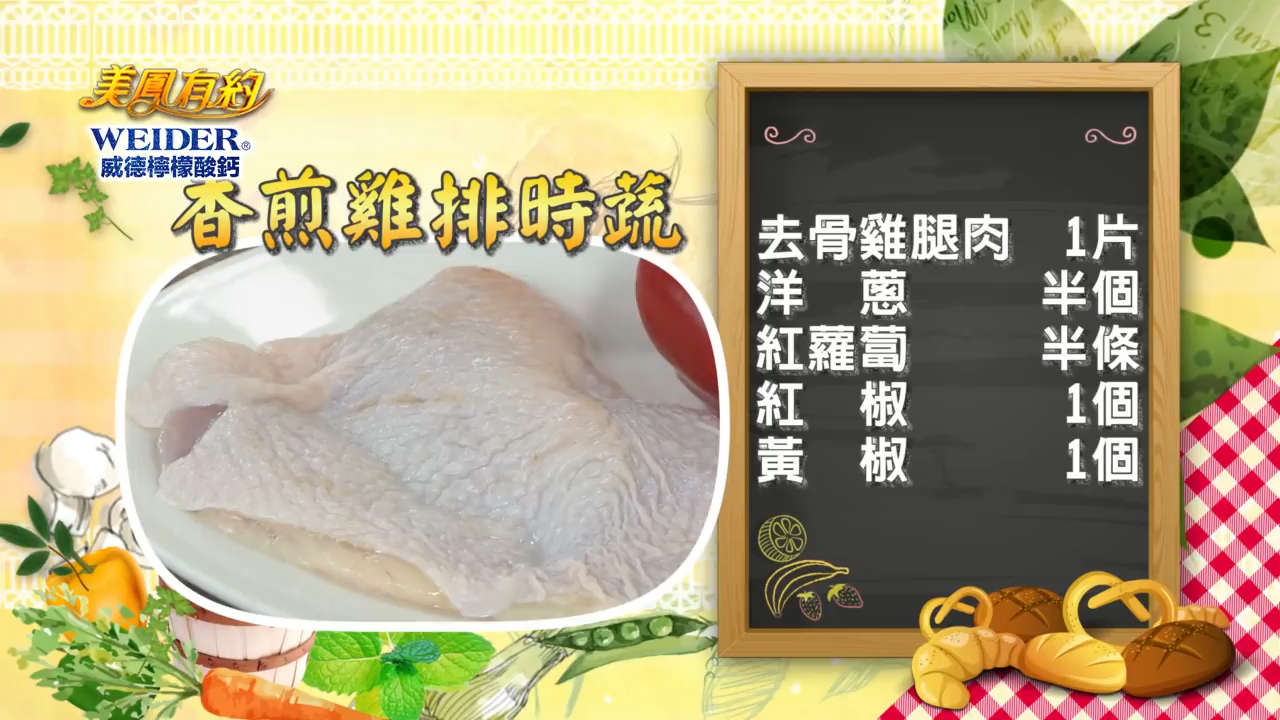 美鳳有約
WEIDER®
威德檸檬酸鈣
香煎雞排時蔬
去骨雞腿肉 1片
洋 蔥 半個
紅蘿蔔 半條
紅 椒 1個
黃 椒 1個